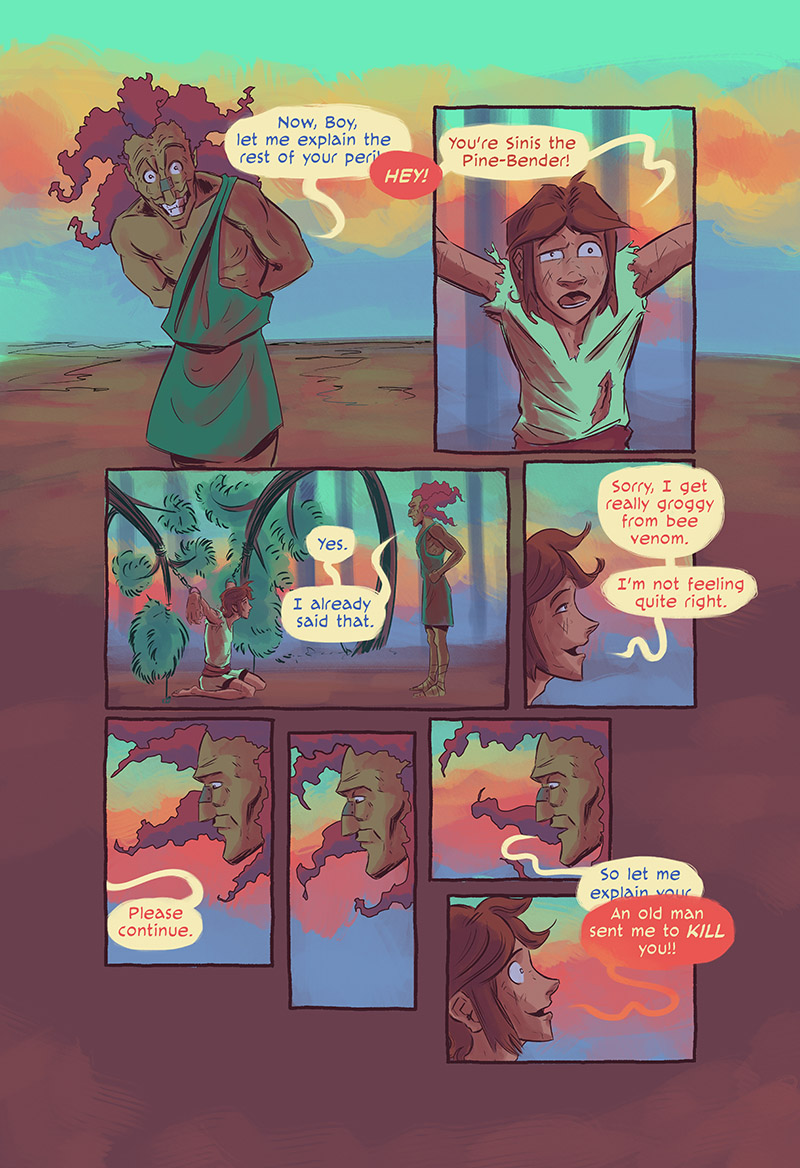 Now, Boy,
let me explain the
rest of your peri
HEY!
You're Sinis the
Pine-Bender!
Yes.
I already
said that.
Sorry, I get
really groggy
from bee
venom.
I'm not feeling
quite right.
Please
continue.
So let me
explain your
An old man
sent me to KILL
you!!